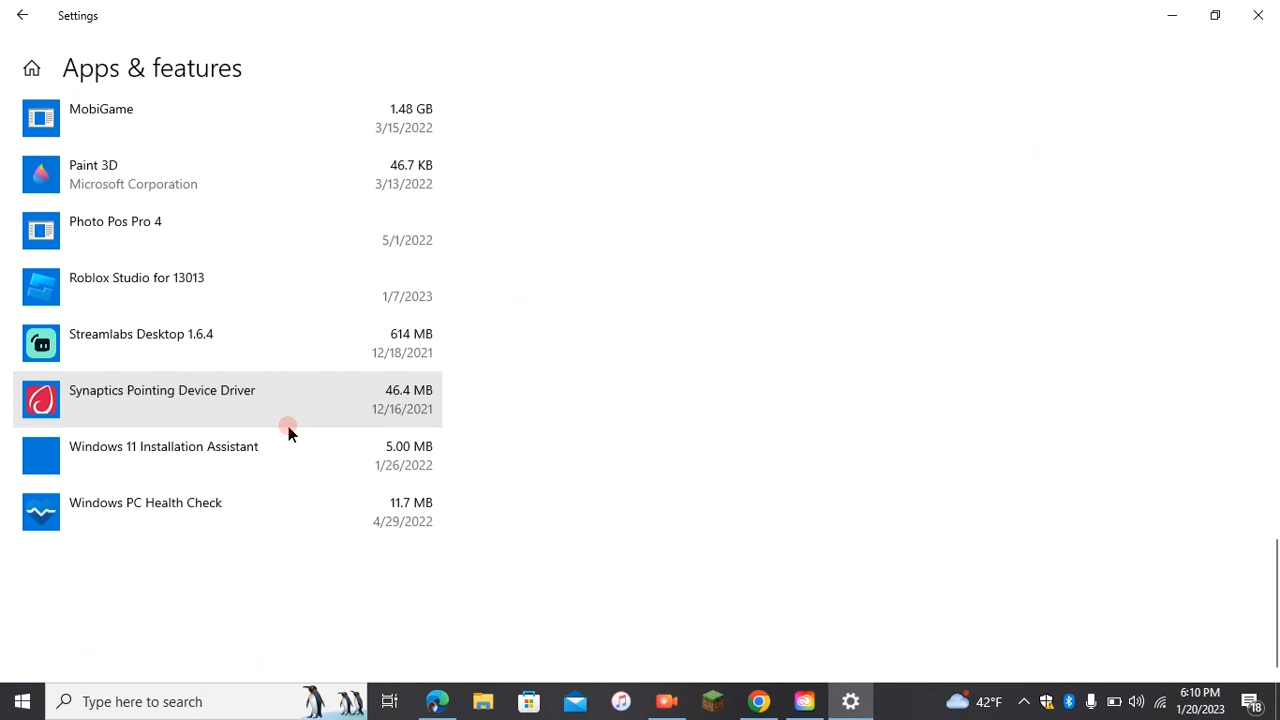 Settings
Apps & features
MobiGame 1.48 GB
3/15/2022
Paint 3D 46.7 KB
Microsoft Corporation 3/13/2022
Photo Pos Pro 4
5/1/2022
Roblox Studio for 13013
1/7/2023
Streamlabs Desktop 1.6.4 614 MB
12/18/2021
Synaptics Pointing Device Driver 46.4 MB
12/16/2021
Windows 11 Installation Assistant 5.00 MB
1/26/2022
Windows PC Health Check 11.7 MB
4/29/2022
Type here to search
42°F
6:10 PM
1/20/2023
18